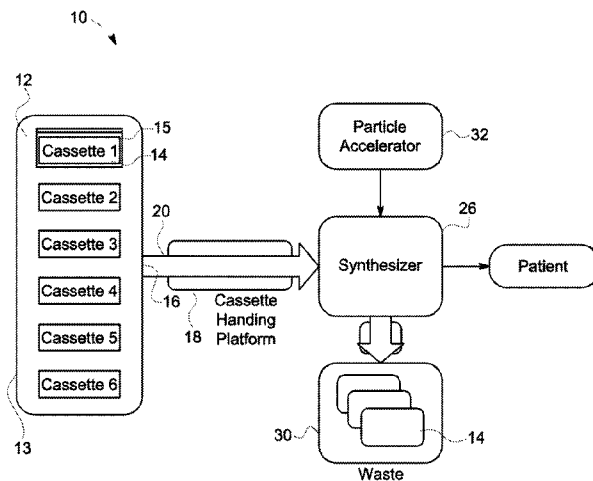 10
12
15
Cassette 1
14
Cassette 2
Cassette 3
Cassette 4
Cassette 5
Cassette 6
13
20
16
18
Cassette
Handing
Platform
Particle
Accelerator
32
26
Synthesizer
Patient
30
14
Waste